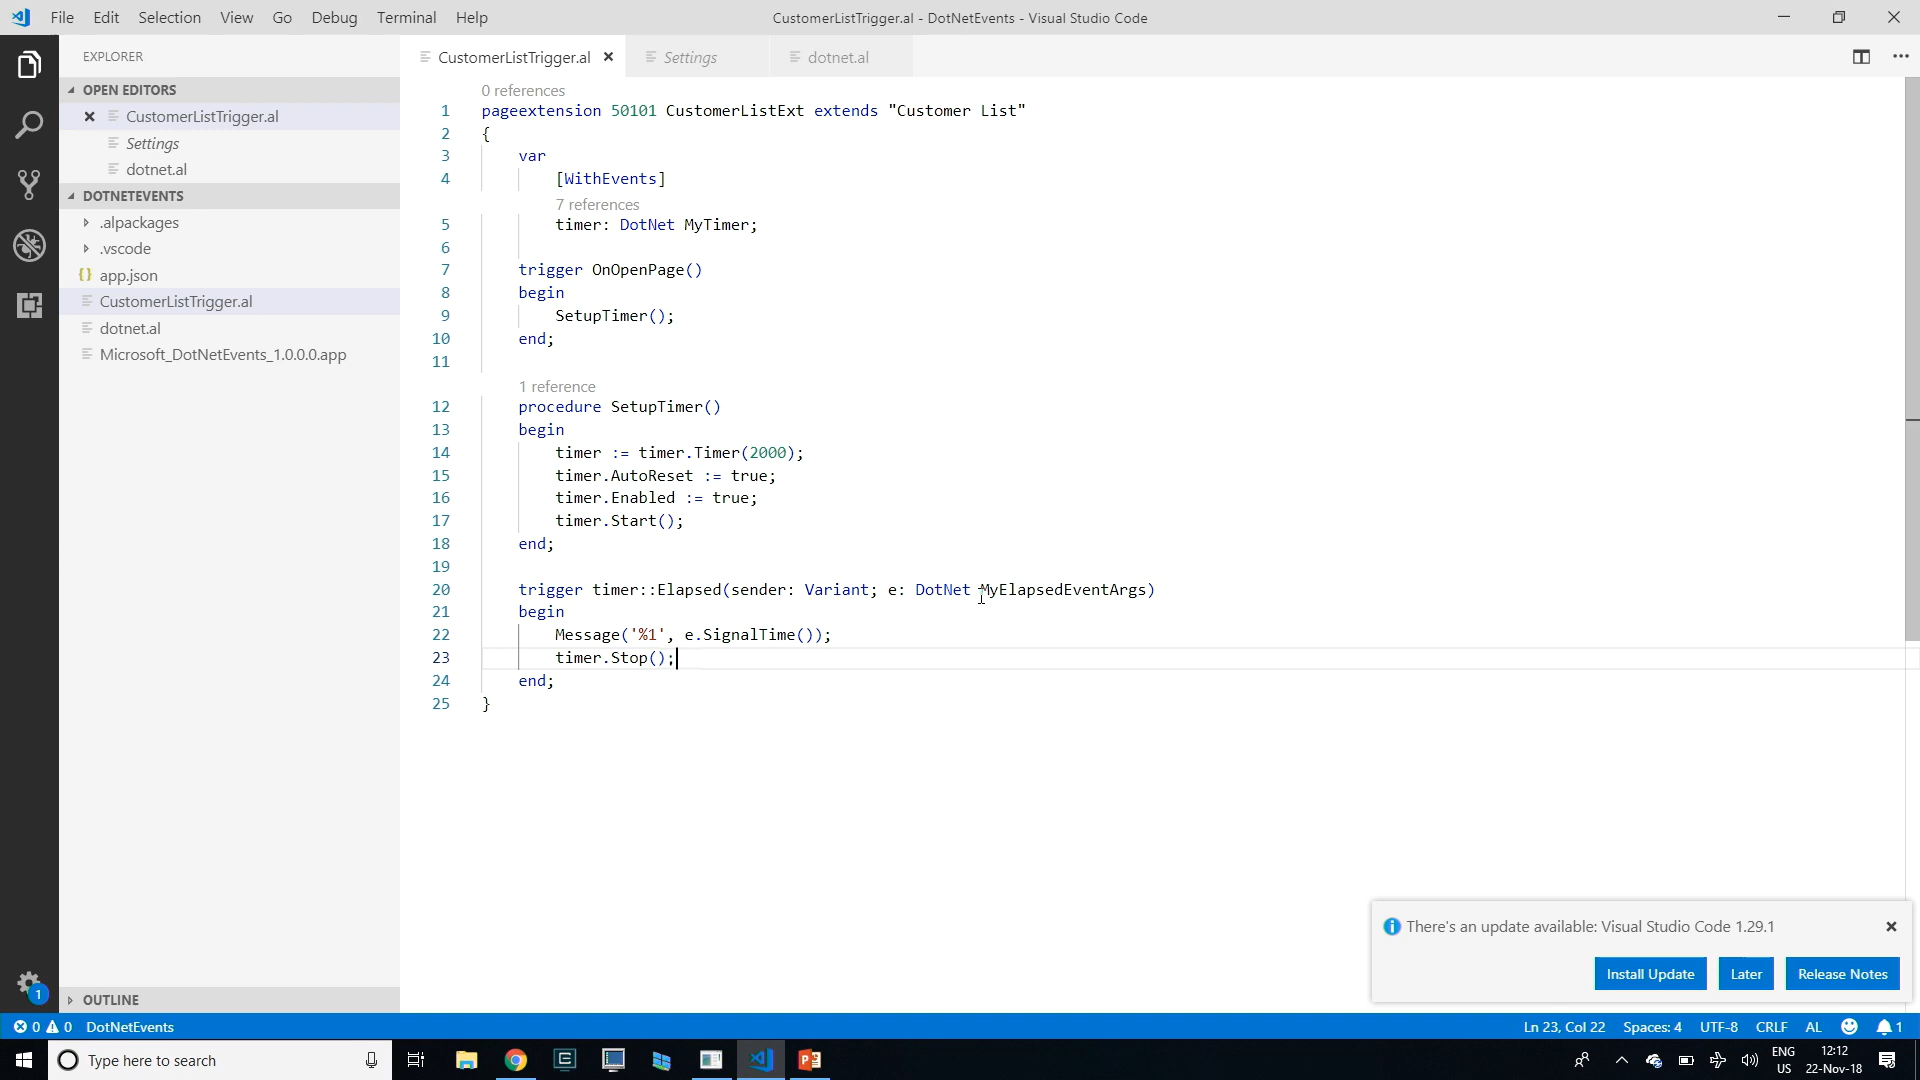 File Edit Selection View Go Debug Terminal Help
CustomerListTrigger.al - DotNetEvents - Visual Studio Code
EXPLORER
OPEN EDITORS
CustomerListTrigger.al
Settings
dotnet.al
DOTNETEVENTS
.alpackages
.vscode
{} app.json
CustomerListTrigger.al
dotnet.al
Microsoft_DotNetEvents_1.0.0.0.app
OUTLINE
CustomerListTrigger.al Settings dotnet.al
0 references
1 pageextension 50101 CustomerListExt extends "Customer List"
2 {
3 var
4 [WithEvents]
7 references
5 timer: DotNet MyTimer;
6
7 trigger OnOpenPage()
8 begin
9 SetupTimer();
10 end;
11
1 reference
12 procedure SetupTimer()
13 begin
14 timer := timer.Timer(2000);
15 timer.AutoReset := true;
16 timer.Enabled := true;
17 timer.Start();
18 end;
19
20 trigger timer::Elapsed(sender: Variant; e: DotNet MyElapsedEventArgs)
21 begin
22 Message('%1', e.SignalTime());
23 timer.Stop();
24 end;
25 }
There's an update available: Visual Studio Code 1.29.1
Install Update Later Release Notes
1
0 0 DotNetEvents
Ln 23, Col 22 Spaces: 4 UTF-8 CRLF AL 1
Type here to search
ENG
US
12:12
22-Nov-18